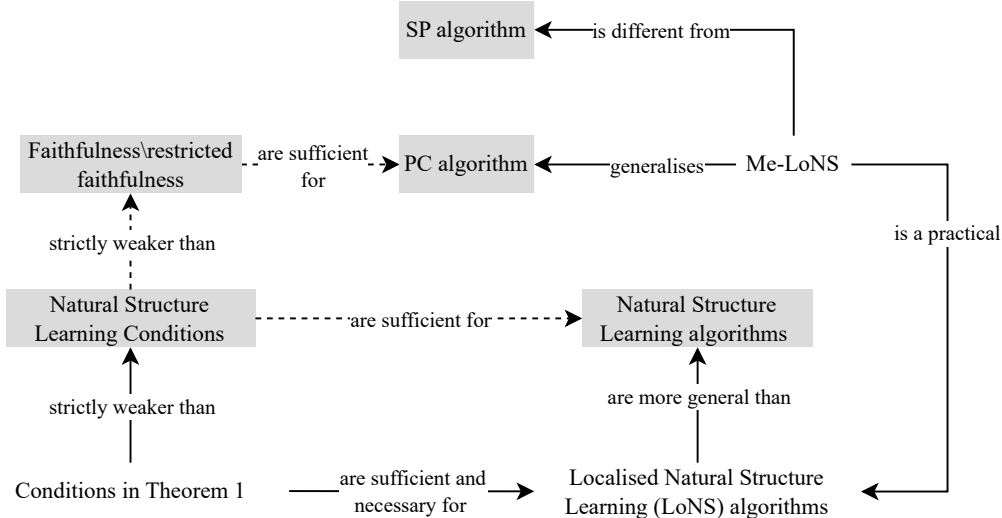 SP algorithm
is different from
Faithfulness\restricted
faithfulness
are sufficient
for
PC algorithm
generalises
Me-LoNS
strictly weaker than
is a practical
Natural Structure
Learning Conditions
are sufficient for
Natural Structure
Learning algorithms
strictly weaker than
are more general than
Conditions in Theorem 1
are sufficient and
necessary for
Localised Natural Structure
Learning (LoNS) algorithms